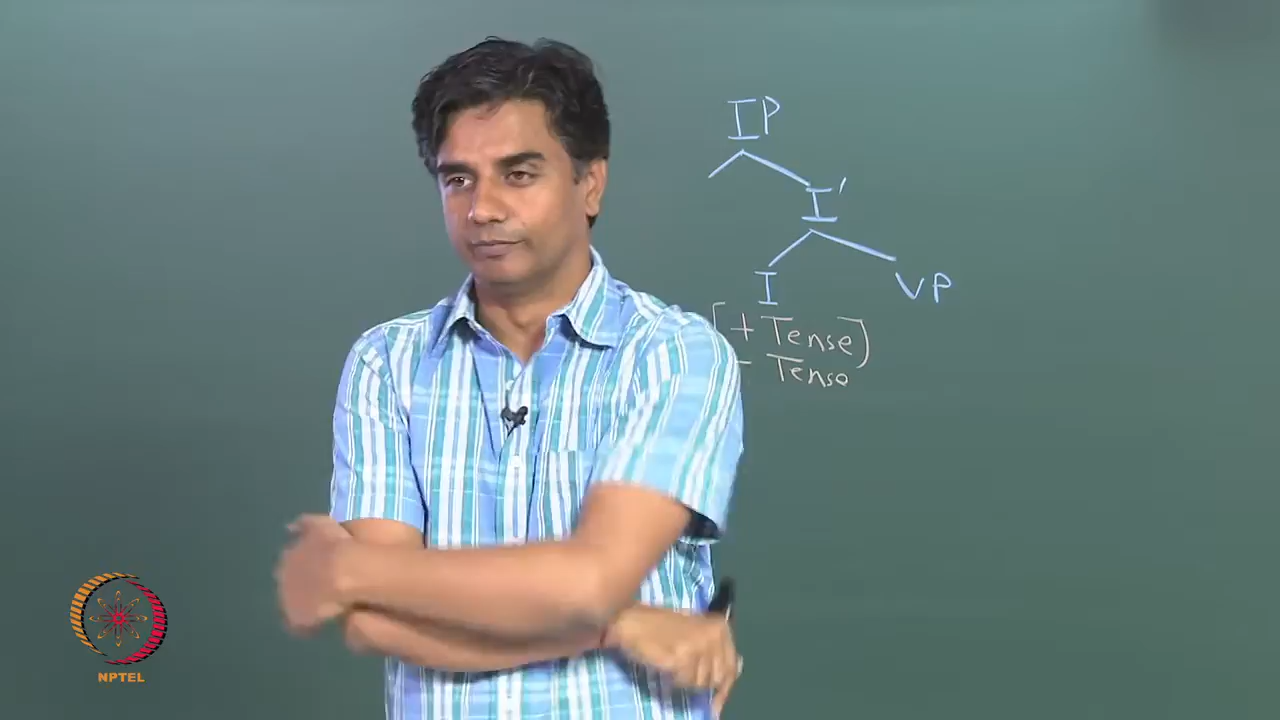 IP
I'
I VP
[+ Tense]
- Tense
NPTEL